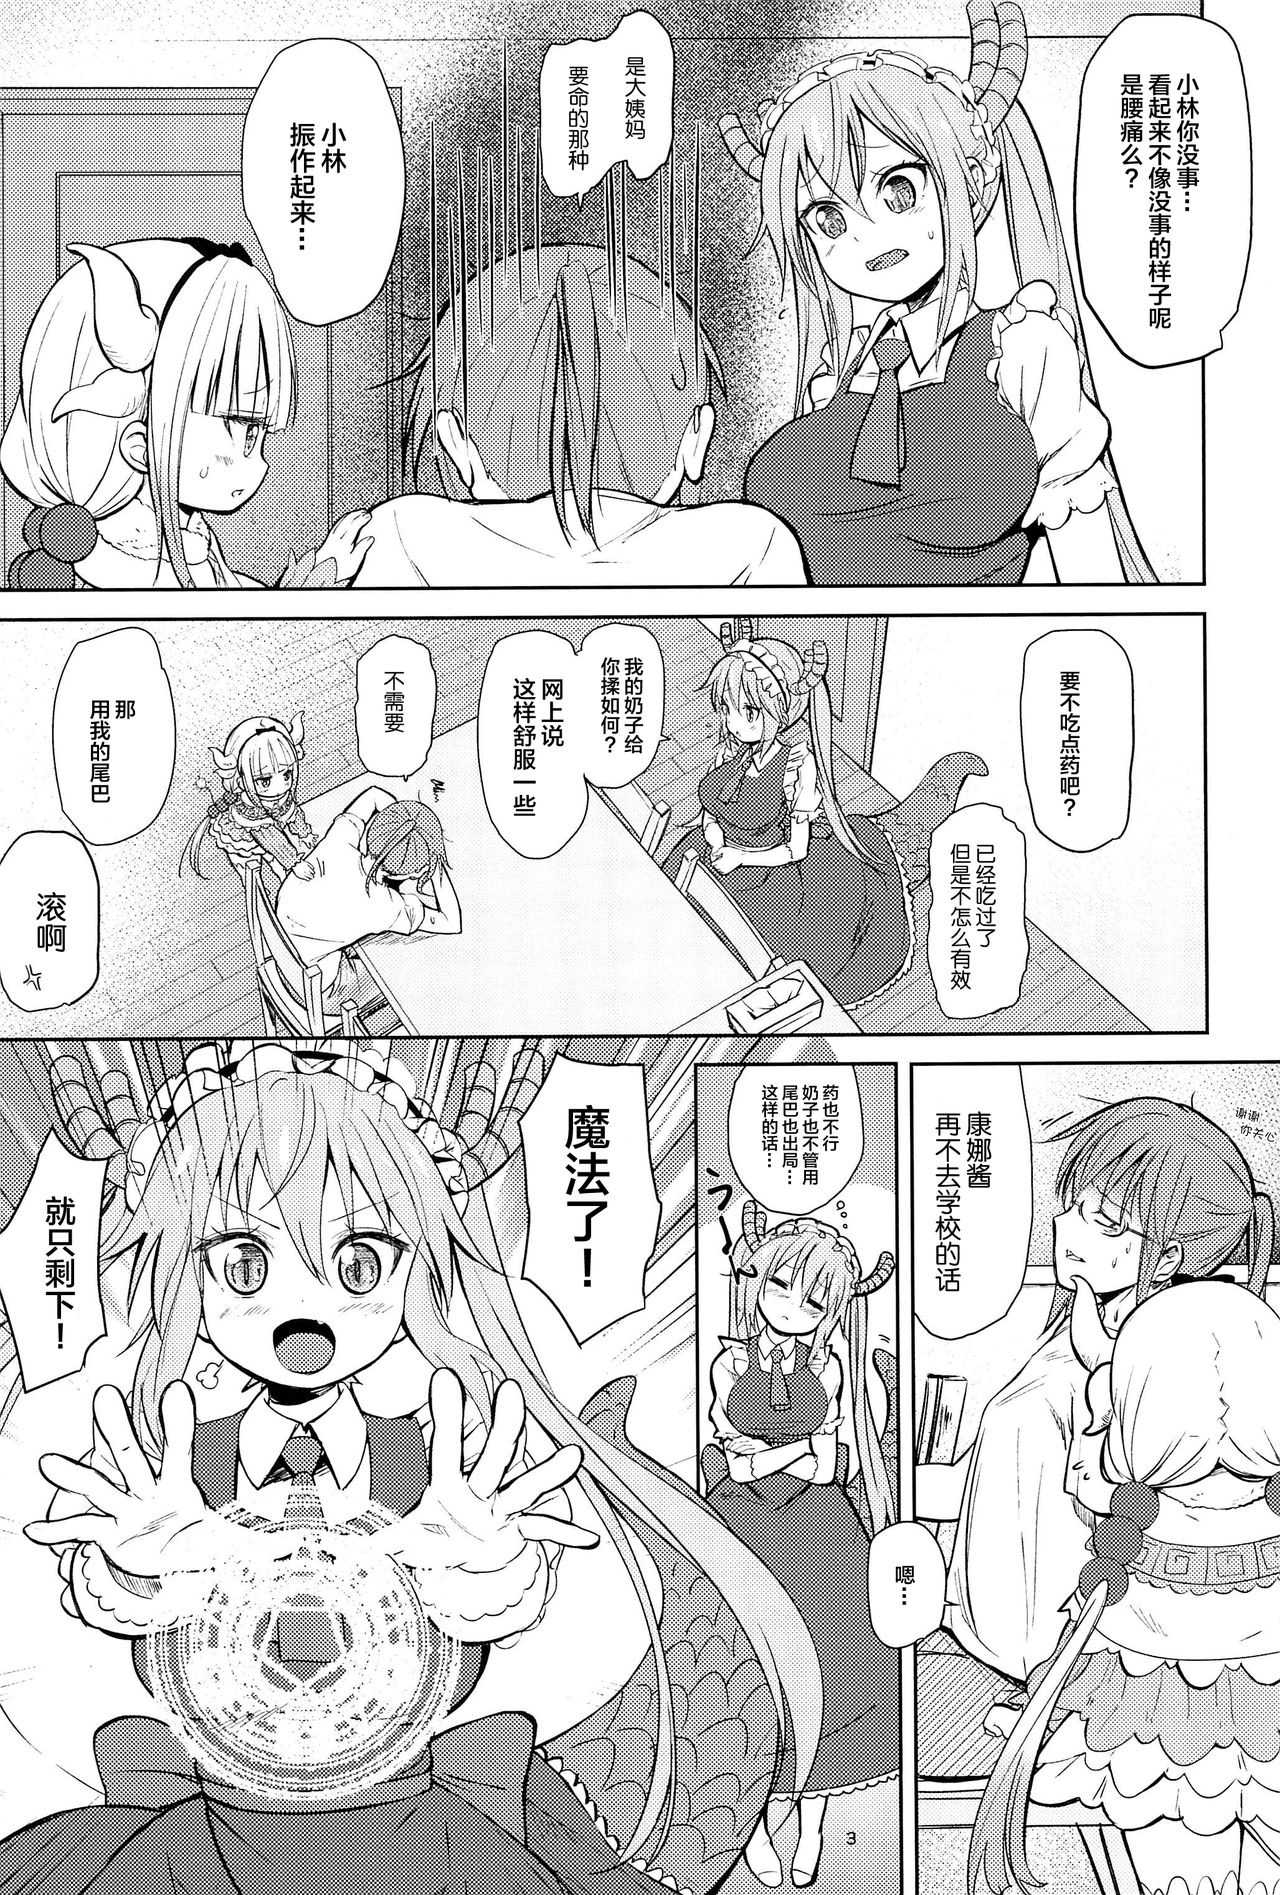 小林你没事…
看起来不像没事的样子呢
是腰痛么？
是大姨妈
要命的那种
小林
振作起来…
要不吃点药吧？
已经吃过了
但是不怎么有效
我的奶子给
你揉如何？
网上说
这样舒服一些
不需要
那
用我的尾巴
滚啊
谢谢
你关心
康娜酱
再不去学校的话
嗯…
药也不行
奶子也不管用
尾巴也出局…
这样的话…
魔法了！
就只剩下！
3